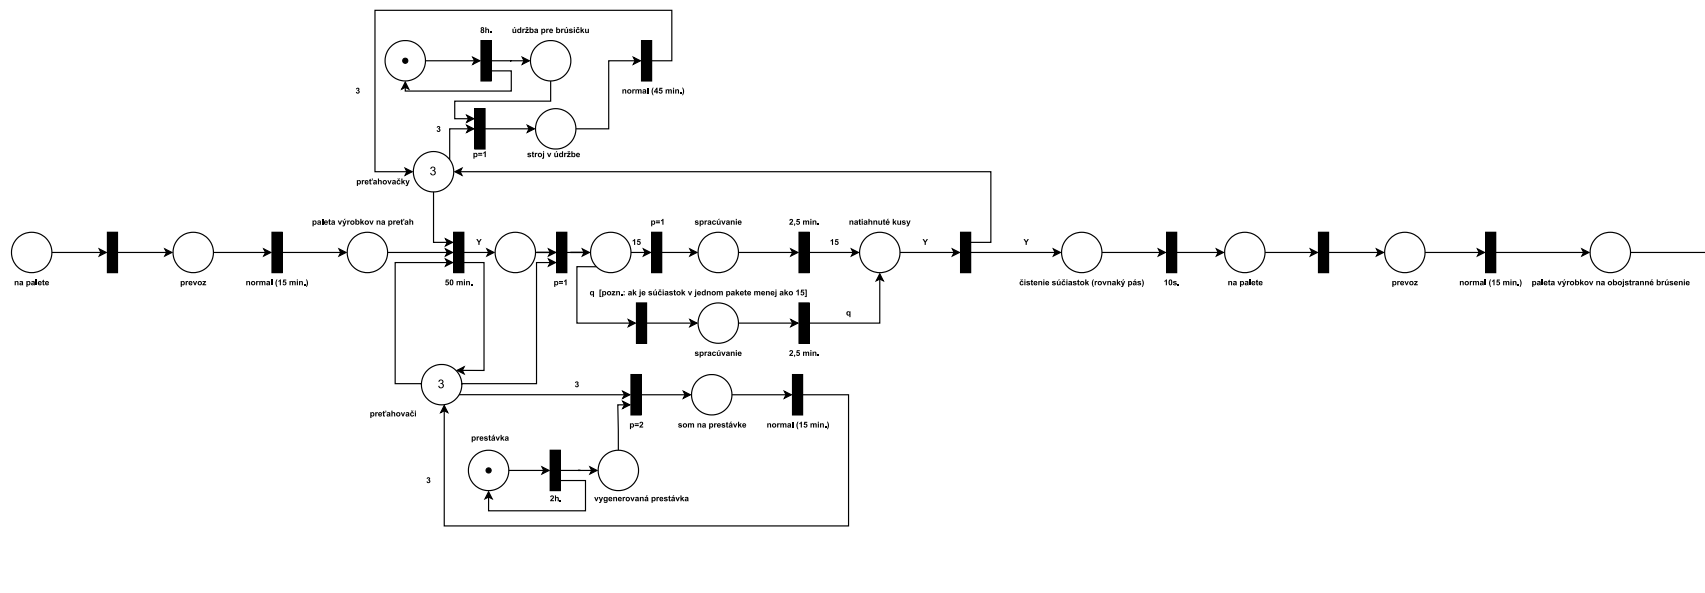 8h.
údržba pre brúsičku
3
normal (45 min.)
3
p=1
stroj v údržbe
3
preťahovačky
paleta výrobkov na preťah
p=1
spracúvanie
2,5 min.
natiahnuté kusy
Y
15
15
Y
Y
na palete
prevoz
normal (15 min.)
50 min.
p=1
q [pozn.: ak je súčiastok v jednom pakete menej ako 15]
čistenie súčiastok (rovnaký pás)
10s.
na palete
prevoz
normal (15 min.)
paleta výrobkov na obojstranné brúsenie
q
spracúvanie
2,5 min.
3
3
preťahovači
p=2
som na prestávke
normal (15 min.)
prestávka
3
2h.
vygenerovaná prestávka